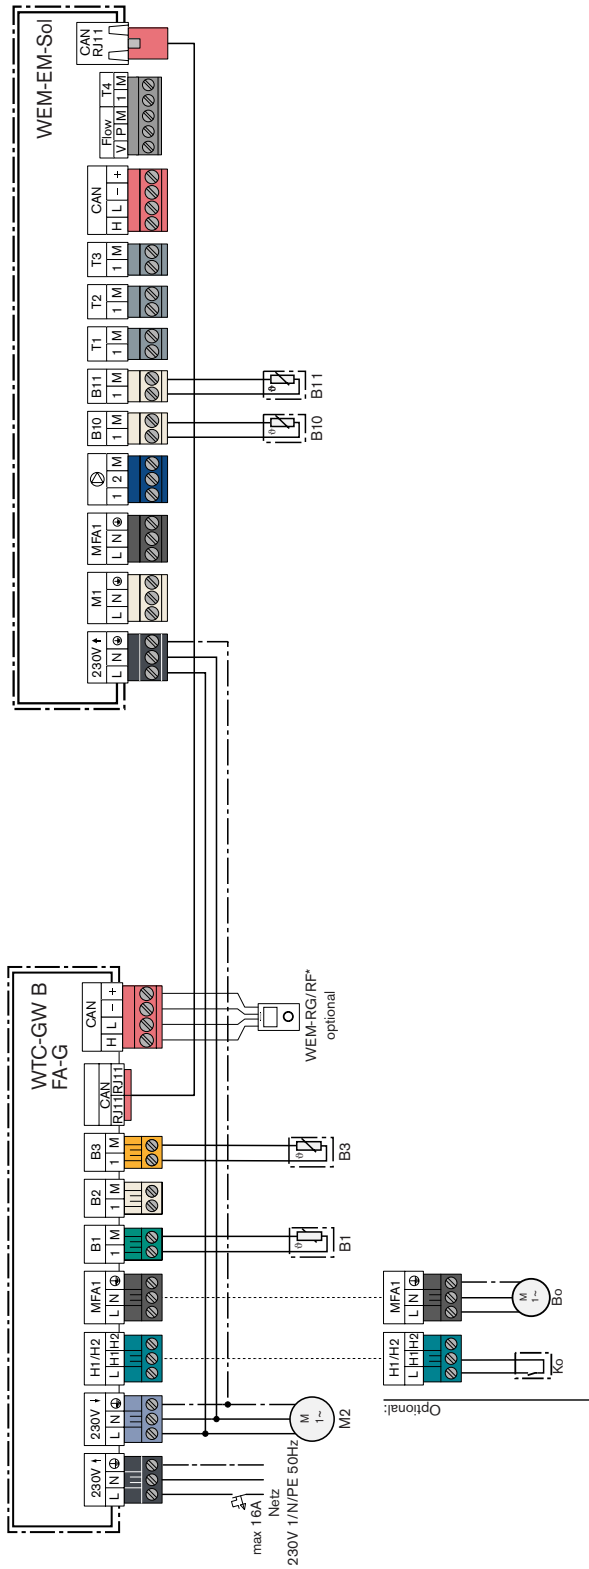 WTC-GW B
FA-G
230V
L N
230V
L N
H1/H2
L H1 H2
MFA1
L N
B1
1 M
B2
1 M
B3
1 M
CAN
RJ11 RJ11
CAN
H L − +
max 16A
Netz
230V 1/N/PE 50Hz
M
1~
M2
ϑ
B1
ϑ
B3
WEM-RG/RF*
optional
Optional:
H1/H2
L H1 H2
Ko
MFA1
L N
M
1~
Bo
WEM-EM-Sol
230V
L N
M1
L N
MFA1
L N
1 2 M
B10
1 M
B11
1 M
T1
1 M
T2
1 M
T3
1 M
CAN
H L − +
Flow T4
V P M 1 M
CAN
RJ11
ϑ
B10
ϑ
B11